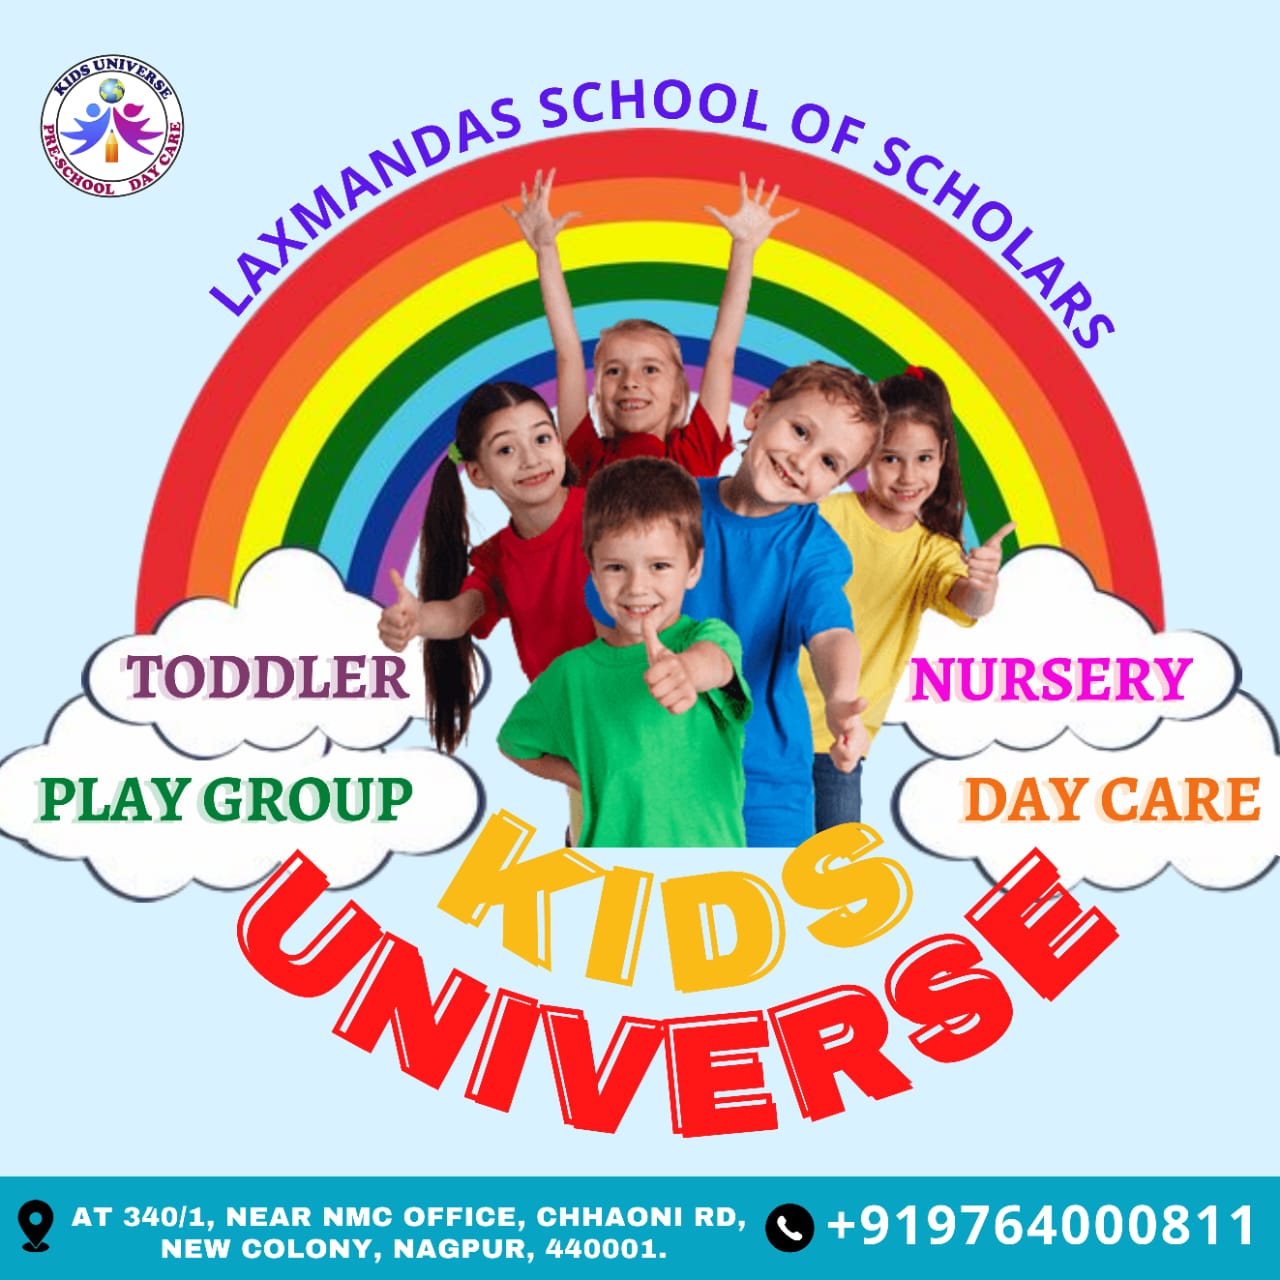 KIDS UNIVERSE
PRE-SCHOOL DAY CARE
LAXMANDAS SCHOOL OF SCHOLARS
TODDLER
NURSERY
PLAY GROUP
DAY CARE
KIDS
UNIVERSE
AT 340/1, NEAR NMC OFFICE, CHHAONI RD,
NEW COLONY, NAGPUR, 440001.
+919764000811